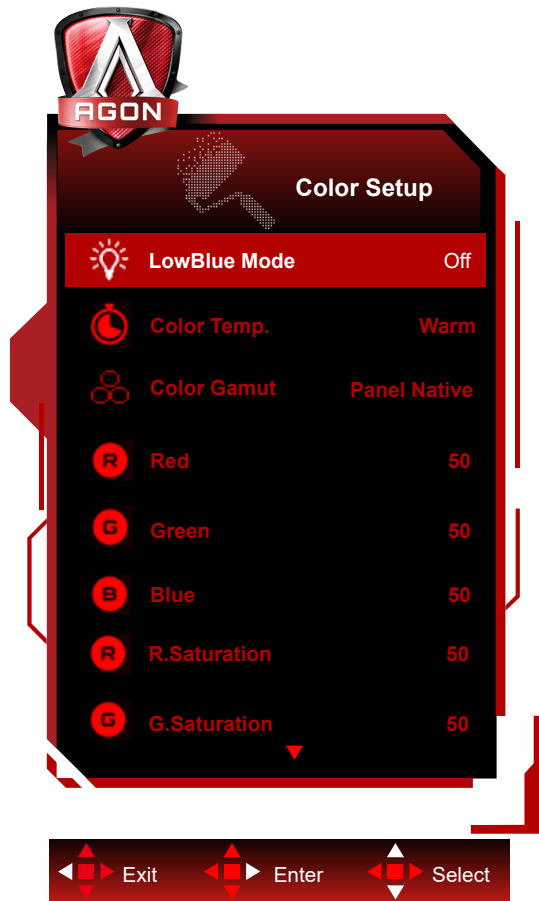 AGON
Color Setup
LowBlue Mode Off
Color Temp. Warm
Color Gamut Panel Native
R Red 50
G Green 50
B Blue 50
R R.Saturation 50
G G.Saturation 50
Exit Enter Select